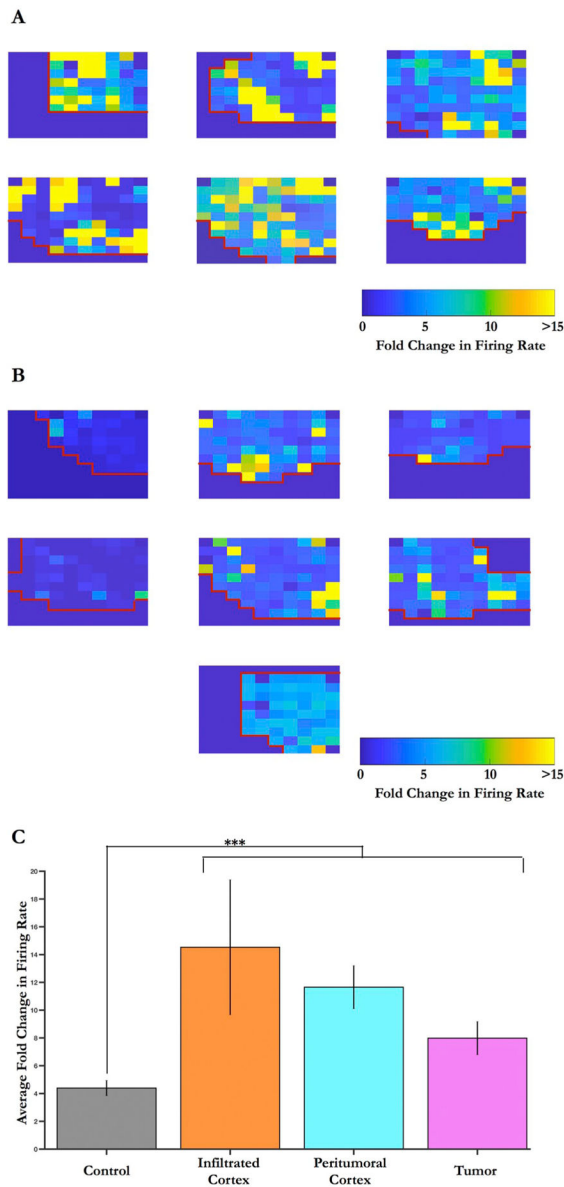 A
0 5 10 >15
Fold Change in Firing Rate
B
0 5 10 >15
Fold Change in Firing Rate
C
***
20
18
16
14
12
10
8
6
4
2
0
Average Fold Change in Firing Rate
Control Infiltrated Cortex Peritumoral Cortex Tumor